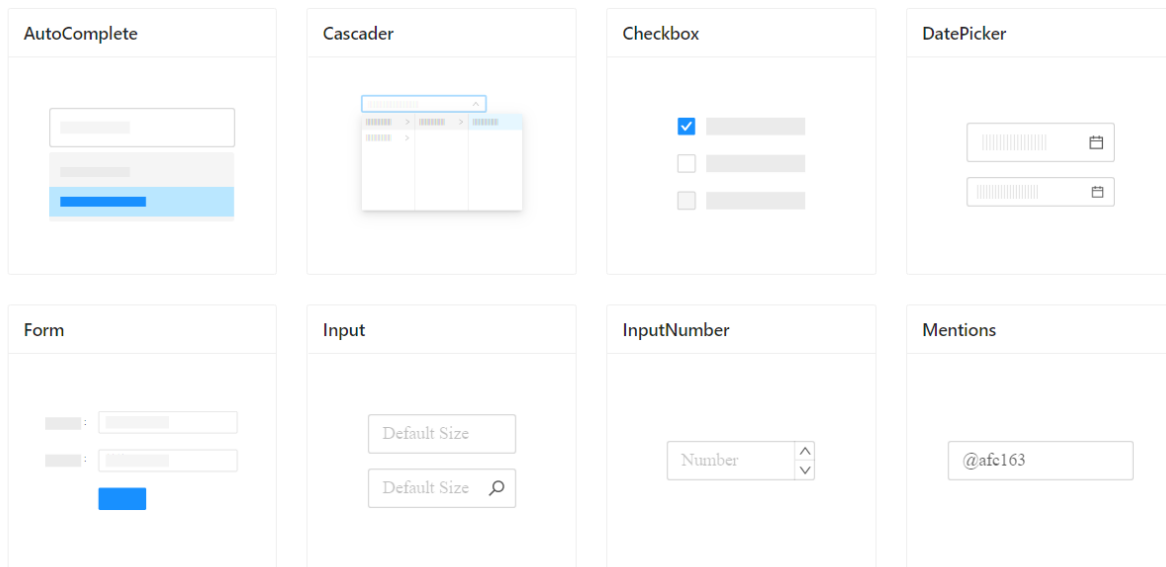 AutoComplete
Cascader
Checkbox
DatePicker
Form
Input
InputNumber
Mentions
:
:
Default Size
Default Size
Number
@afc163